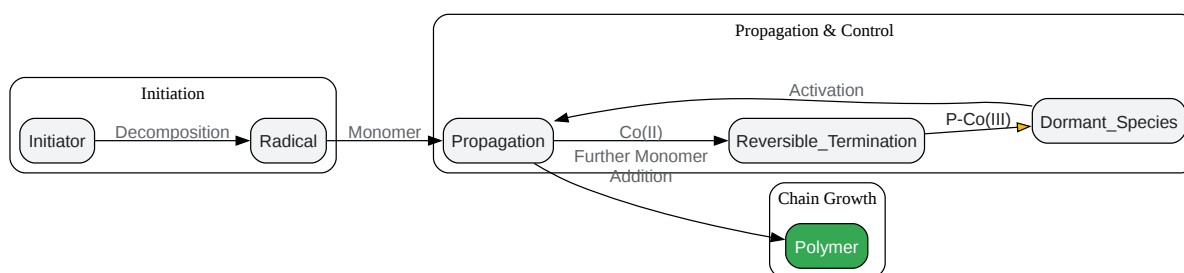 Propagation & Control
Initiation
Activation
P-Co(III)
Dormant_Species
Initiator
Decomposition
Radical
Monomer
Propagation
Co(II)
Reversible_Termination
Further Monomer
Addition
Chain Growth
Polymer